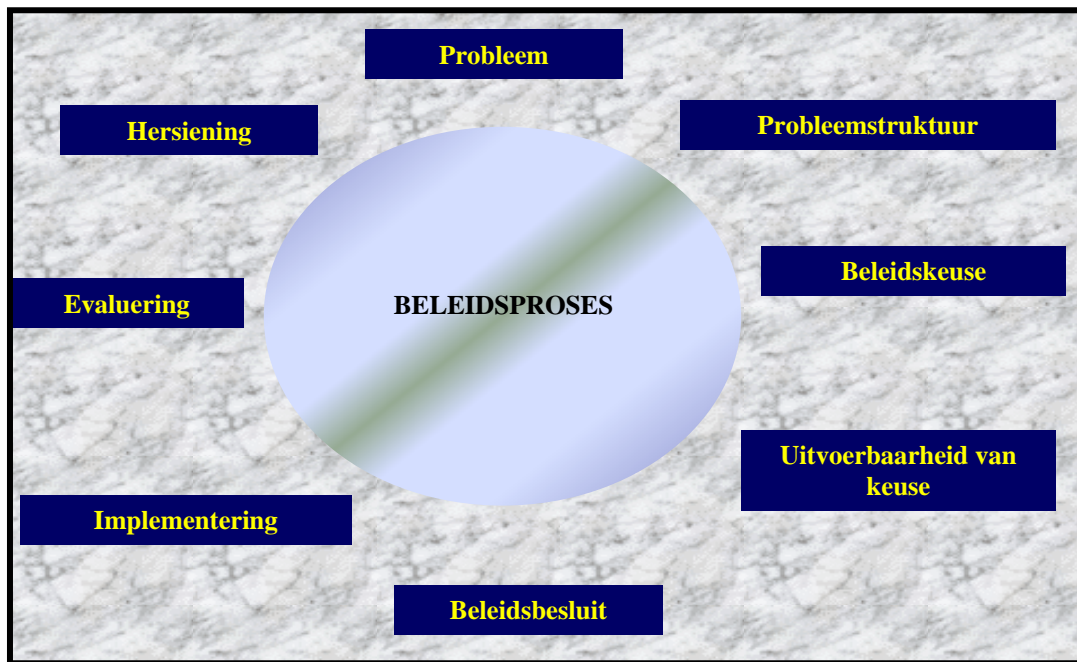 Probleem
Hersiening
Probleemstruktuur
Beleidskeuse
Evaluering
BELEIDSPROSES
Uitvoerbaarheid van
keuse
Implementering
Beleidsbesluit